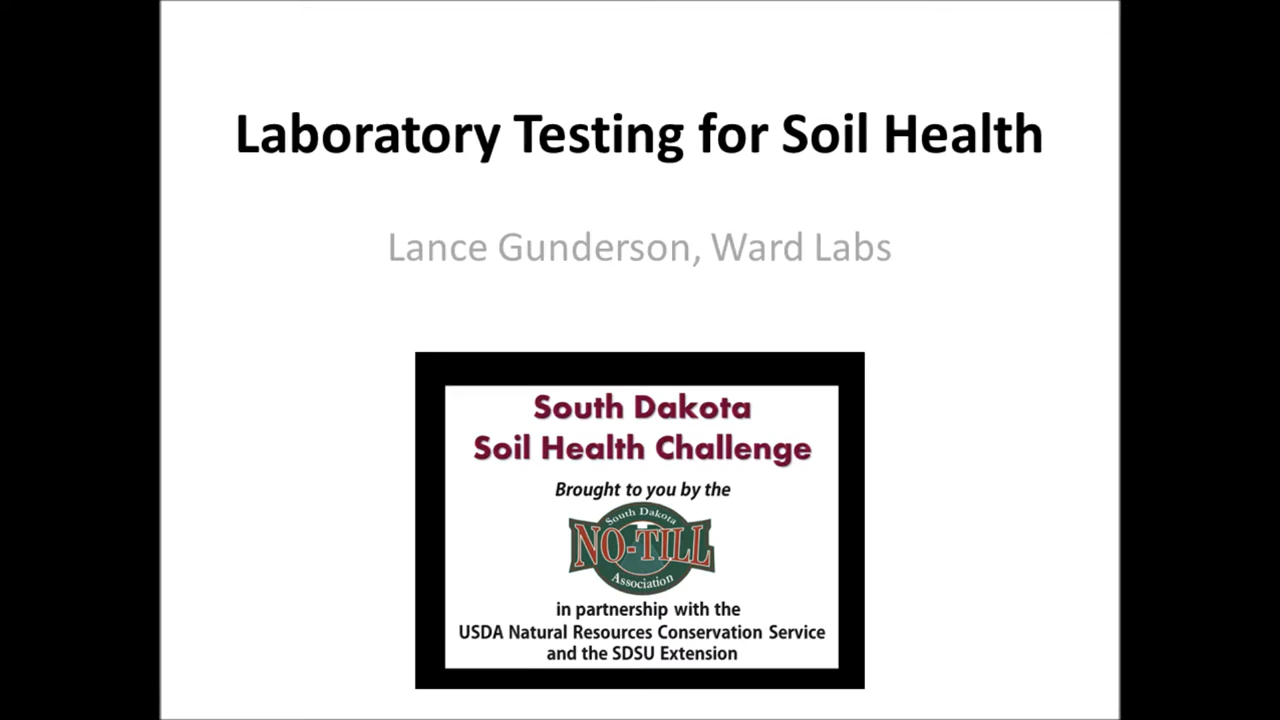 Laboratory Testing for Soil Health
Lance Gunderson, Ward Labs
South Dakota
Soil Health Challenge
Brought to you by the
South Dakota
NO-TILL
Association
in partnership with the
USDA Natural Resources Conservation Service
and the SDSU Extension